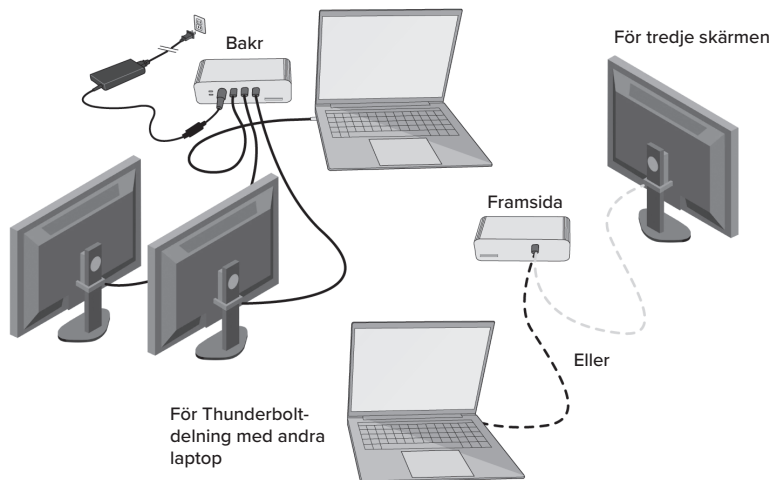 Bakr
För tredje skärmen
Framsida
Eller
För Thunderbolt-
delning med andra
laptop